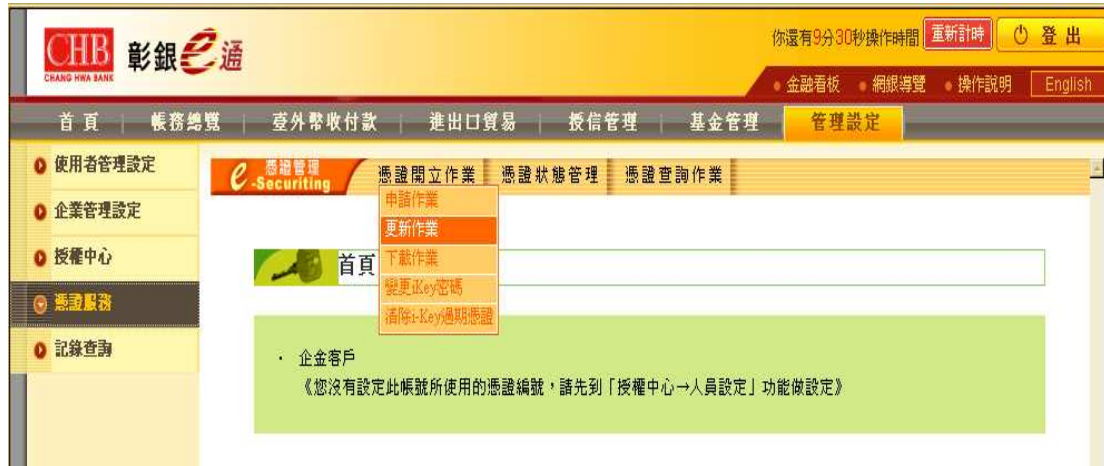 你還有9分30秒操作時間 重新計時 登出
CHB 彰銀e通
CHANG HWA BANK
金融看板 網銀導覽 操作說明 English
首頁 帳務總覽 臺外幣收付款 進出口貿易 授信管理 基金管理 管理設定
使用者管理設定
企業管理設定
授權中心
憑證服務
記錄查詢
憑證管理
e-Securiting
憑證開立作業 憑證狀態管理 憑證查詢作業
申請作業
更新作業
下載作業
變更iKey密碼
清除i-Key過期憑證
首頁
· 企金客戶
《您沒有設定此帳號所使用的憑證編號，請先到「授權中心→人員設定」功能做設定》